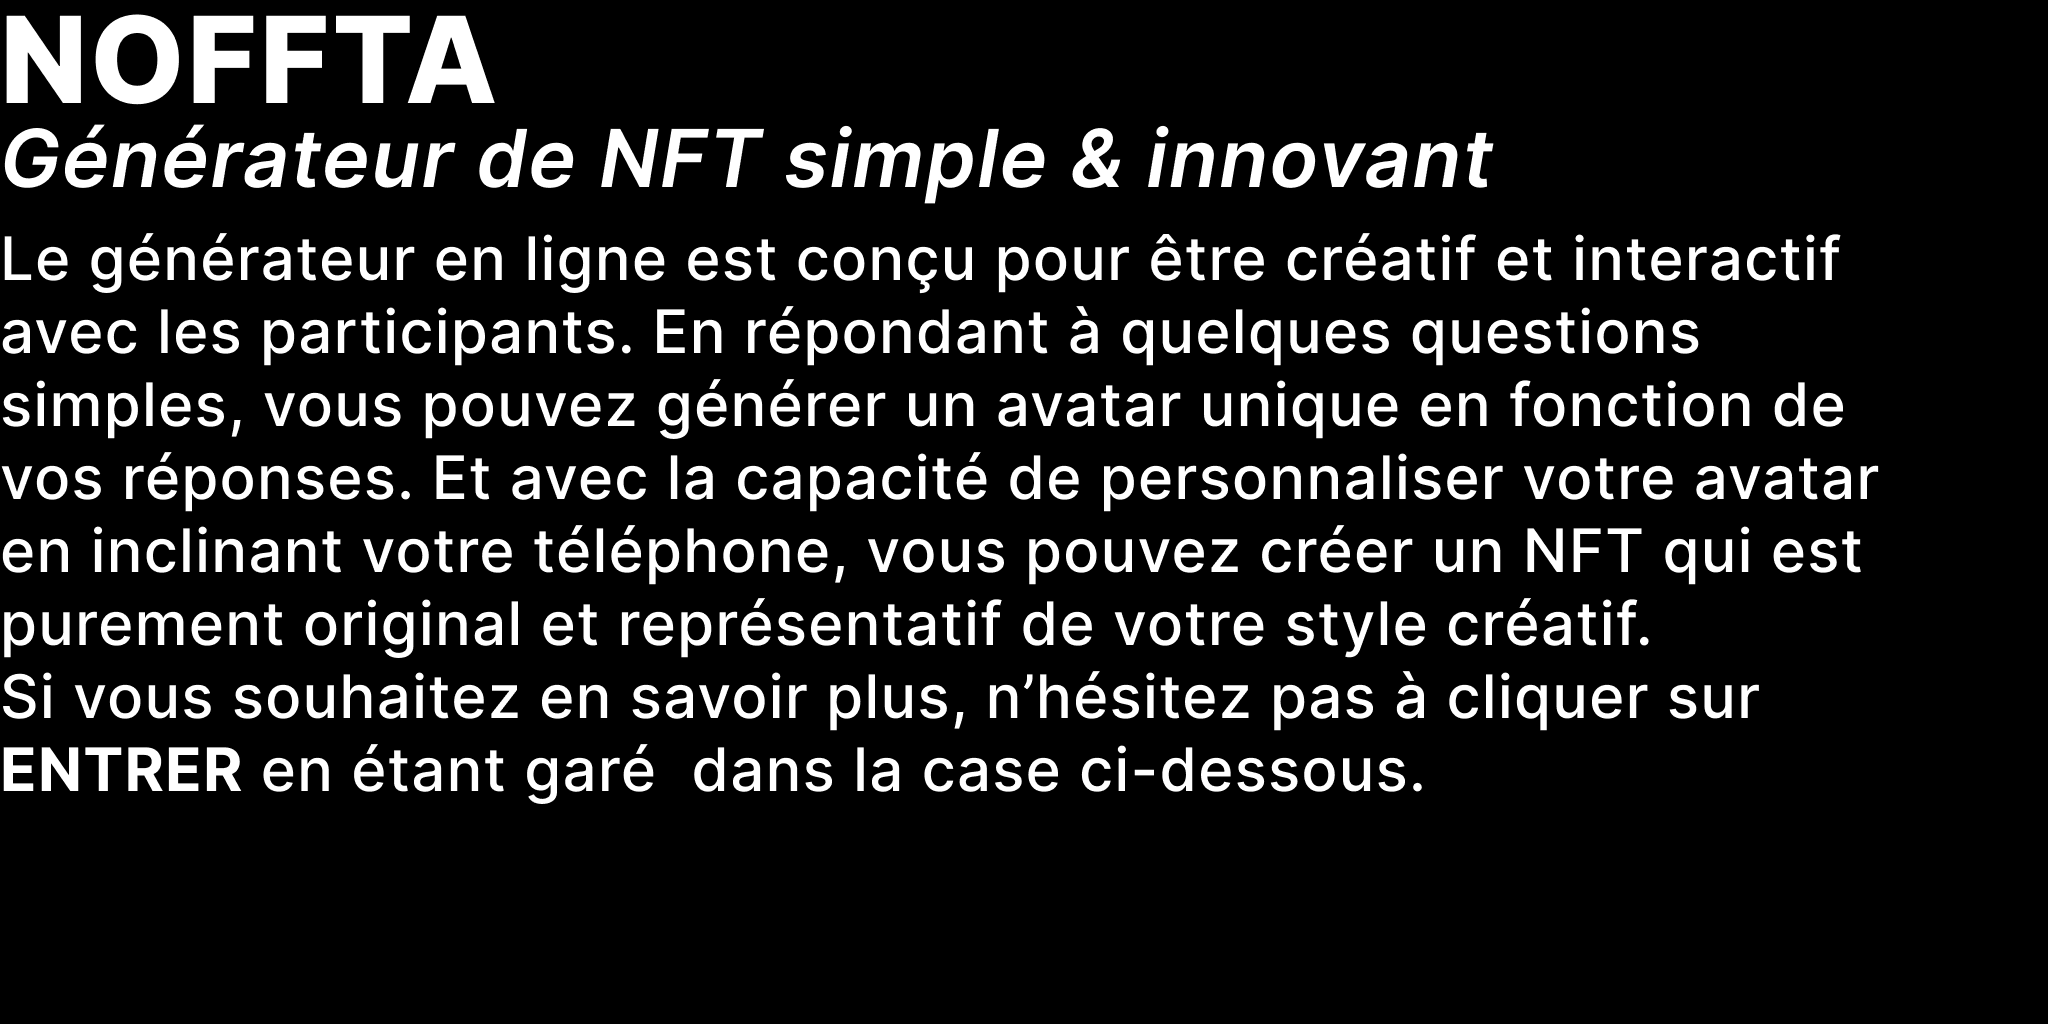 NOFFTA
Générateur de NFT simple & innovant
Le générateur en ligne est conçu pour être créatif et interactif
avec les participants. En répondant à quelques questions
simples, vous pouvez générer un avatar unique en fonction de
vos réponses. Et avec la capacité de personnaliser votre avatar
en inclinant votre téléphone, vous pouvez créer un NFT qui est
purement original et représentatif de votre style créatif.
Si vous souhaitez en savoir plus, n’hésitez pas à cliquer sur
ENTRER en étant garé  dans la case ci-dessous.